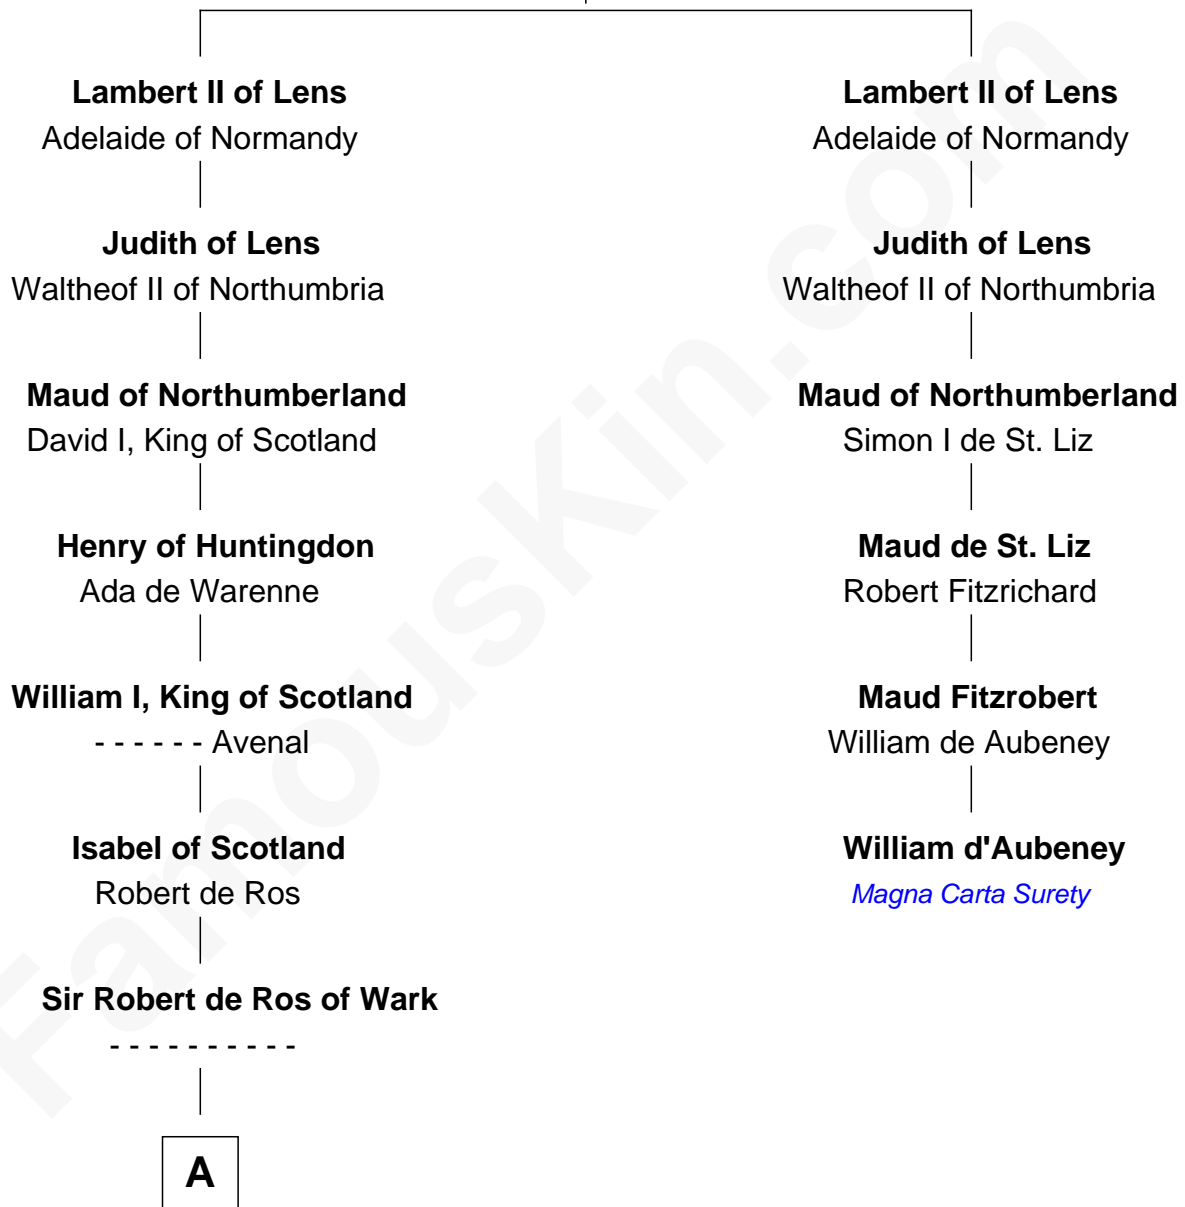 Lambert II of Lens
Adelaide of Normandy
Judith of Lens
Waltheof II of Northumbria
Maud of Northumberland
David I, King of Scotland
Henry of Huntingdon
Ada de Warenne
William I, King of Scotland
- - - - - - Avenal
Isabel of Scotland
Robert de Ros
Sir Robert de Ros of Wark
- - - - - - - - - -
A
Lambert II of Lens
Adelaide of Normandy
Judith of Lens
Waltheof II of Northumbria
Maud of Northumberland
Simon I de St. Liz
Maud de St. Liz
Robert Fitzrichard
Maud Fitzrobert
William de Aubeney
William d'Aubeney
Magna Carta Surety
FamousKin.com